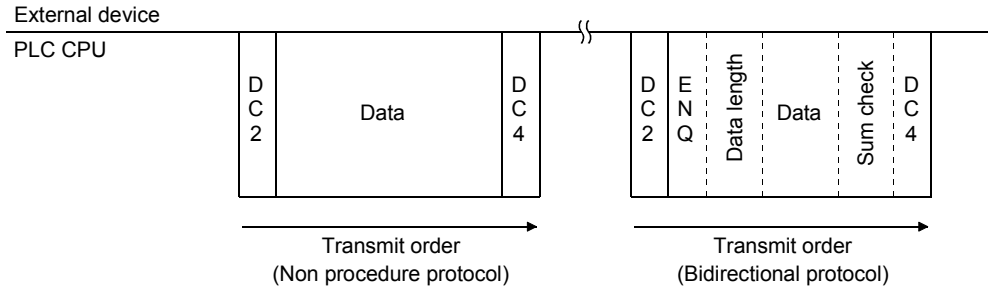 External device
PLC CPU
DC2
Data
DC4
DC2
ENQ
Data length
Data
Sum check
DC4
Transmit order
(Non procedure protocol)
Transmit order
(Bidirectional protocol)